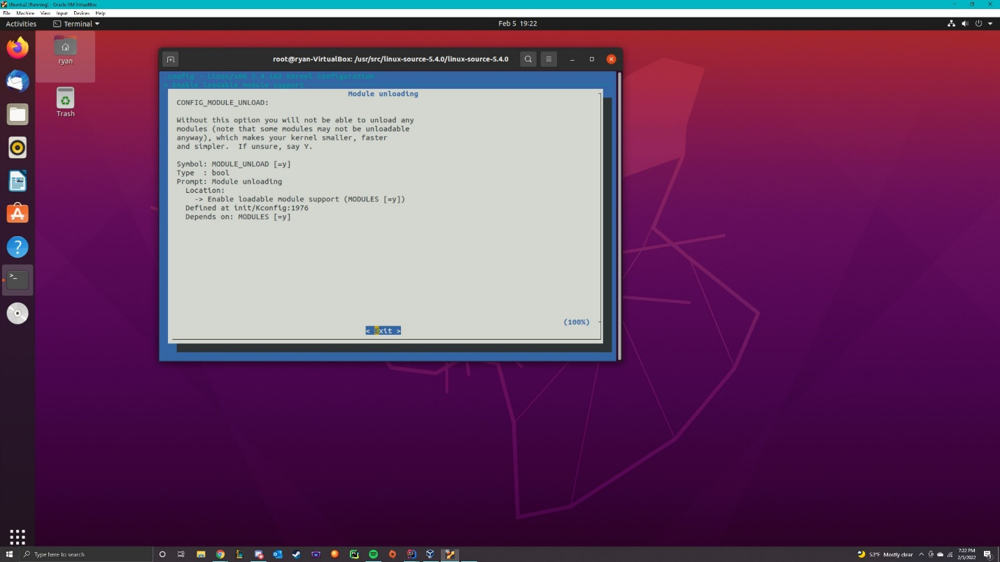 Ubuntu2 [Running] - Oracle VM VirtualBox
File Machine View Input Devices Help
Activities Terminal Feb 5 19:22
ryan
Trash
root@ryan-VirtualBox: /usr/src/linux-source-5.4.0/linux-source-5.4.0
.config - Linux/x86 5.4.162 Kernel Configuration
> Enable loadable module support
Module unloading
CONFIG_MODULE_UNLOAD:
Without this option you will not be able to unload any
modules (note that some modules may not be unloadable
anyway), which makes your kernel smaller, faster
and simpler.  If unsure, say Y.
Symbol: MODULE_UNLOAD [=y]
Type  : bool
Prompt: Module unloading
Location:
-> Enable loadable module support (MODULES [=y])
Defined at init/Kconfig:1976
Depends on: MODULES [=y]
(100%)
< Exit >
Type here to search
53°F Mostly clear
7:22 PM
2/5/2022